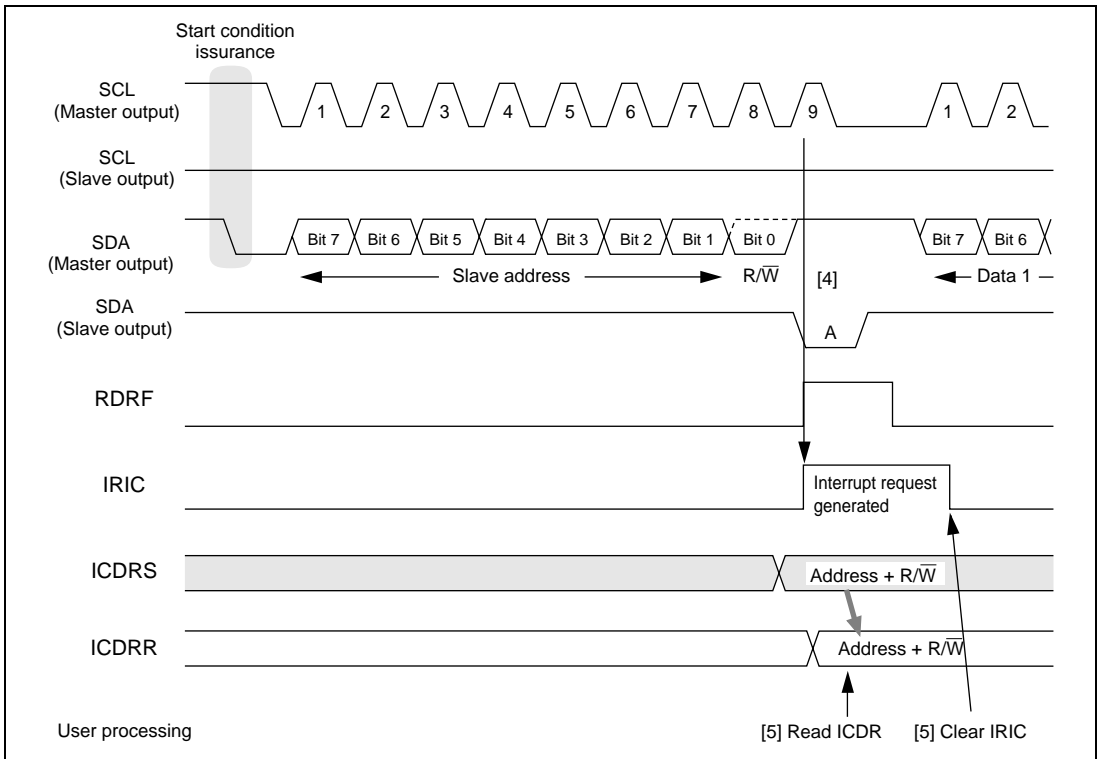 Start condition
issurance
SCL
(Master output)
1 2 3 4 5 6 7 8 9 1 2
SCL
(Slave output)
SDA
(Master output)
Bit 7 Bit 6 Bit 5 Bit 4 Bit 3 Bit 2 Bit 1 Bit 0 Bit 7 Bit 6
Slave address R/W̅ [4] Data 1
SDA
(Slave output)
A
RDRF
IRIC
Interrupt request
generated
ICDRS
Address + R/W̅
ICDRR
Address + R/W̅
User processing
[5] Read ICDR [5] Clear IRIC